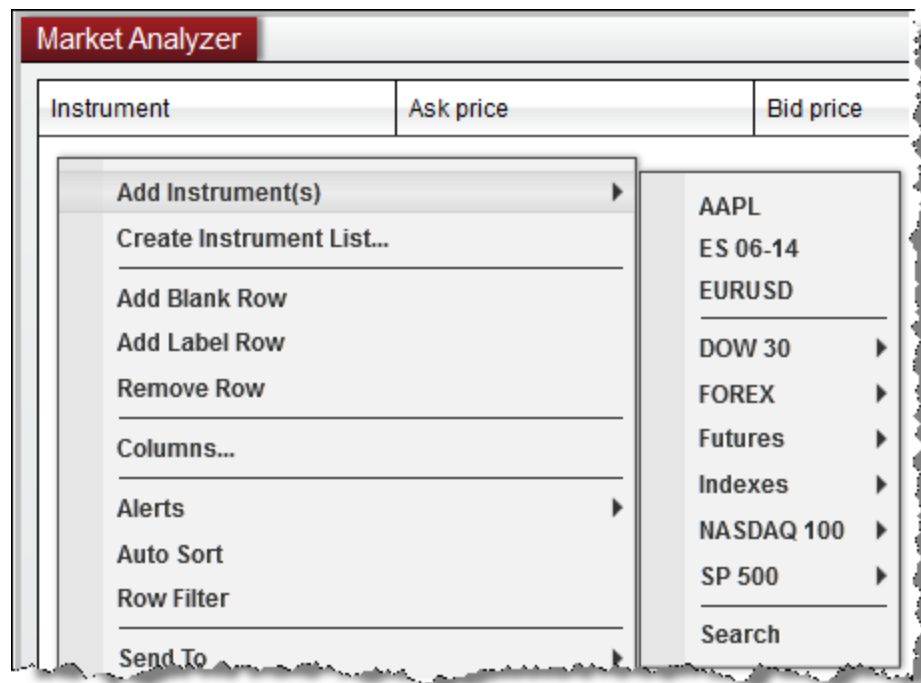 Market Analyzer
Instrument Ask price Bid price
Add Instrument(s)
Create Instrument List...
Add Blank Row
Add Label Row
Remove Row
Columns...
Alerts
Auto Sort
Row Filter
Send To
AAPL
ES 06-14
EURUSD
DOW 30
FOREX
Futures
Indexes
NASDAQ 100
SP 500
Search